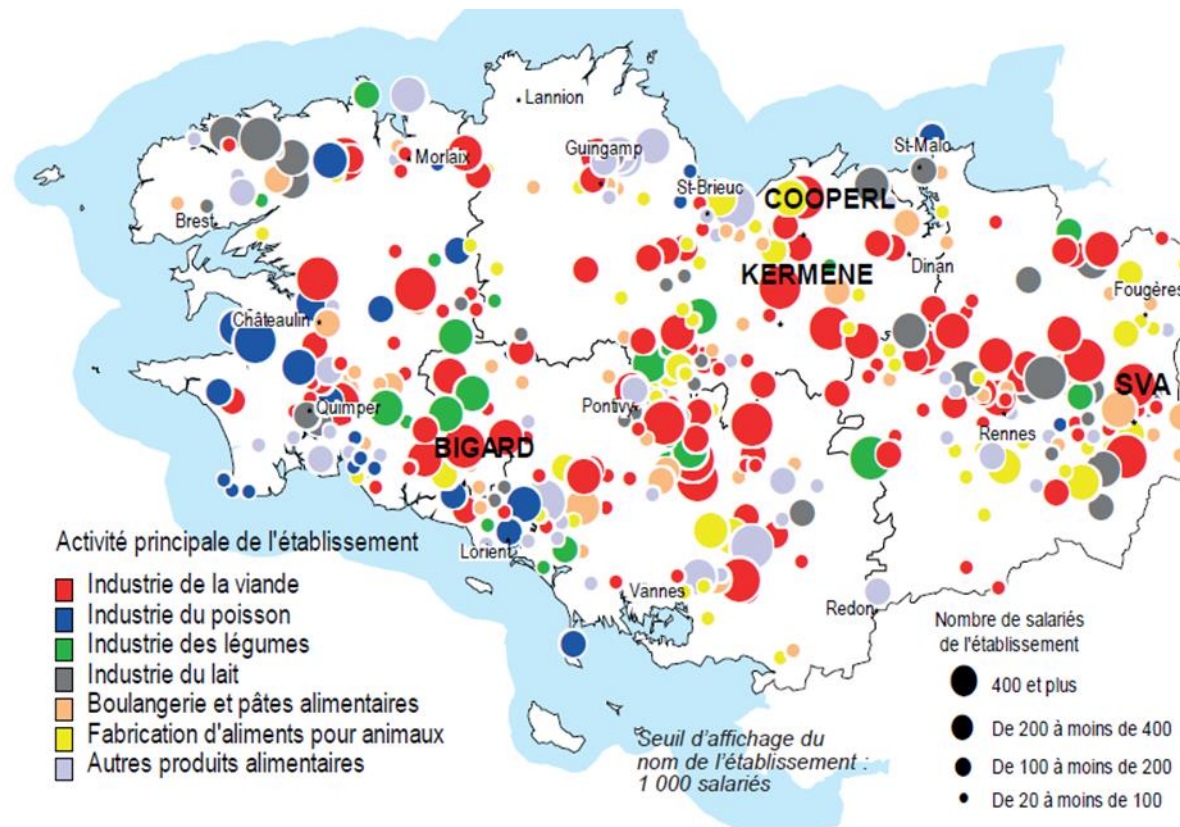 Lannion
Morlaix
Guingamp
St-Malo
St-Brieuc
COOPERL
Brest
Dinan
KERMENE
Fougères
Châteaulin
SVA
Quimper
Pontivy
Rennes
BIGARD
Lorient
Vannes
Redon
Activité principale de l'établissement
Industrie de la viande
Industrie du poisson
Industrie des légumes
Industrie du lait
Boulangerie et pâtes alimentaires
Fabrication d'aliments pour animaux
Autres produits alimentaires
Seuil d'affichage du
nom de l'établissement :
1 000 salariés
Nombre de salariés
de l'établissement
400 et plus
De 200 à moins de 400
De 100 à moins de 200
De 20 à moins de 100